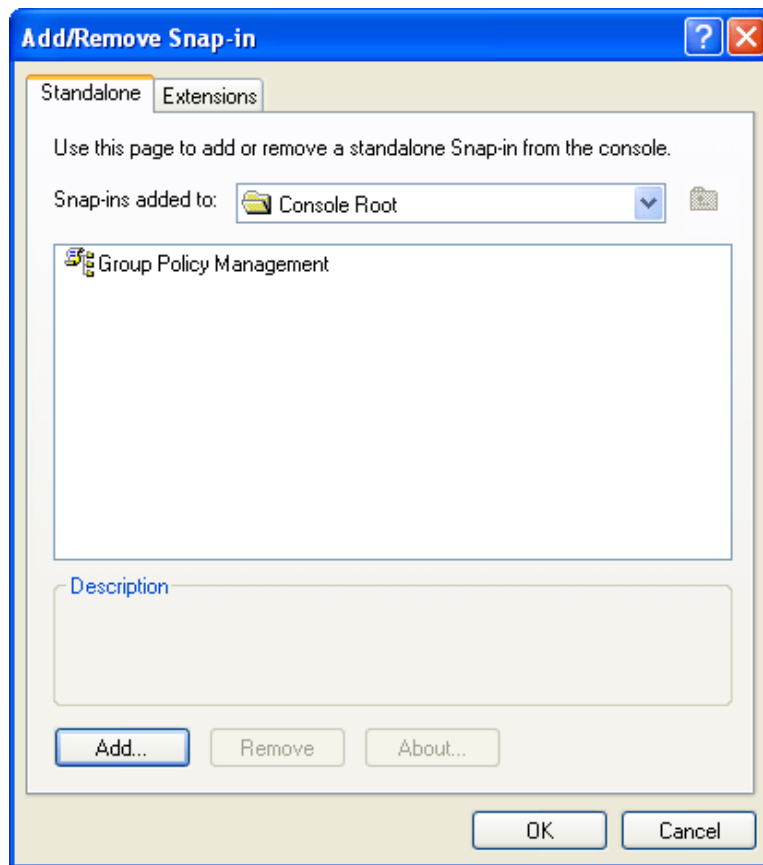 Add/Remove Snap-in
Standalone
Extensions
Use this page to add or remove a standalone Snap-in from the console.
Snap-ins added to:
Console Root
Group Policy Management
Description
Add...
Remove
About...
OK
Cancel